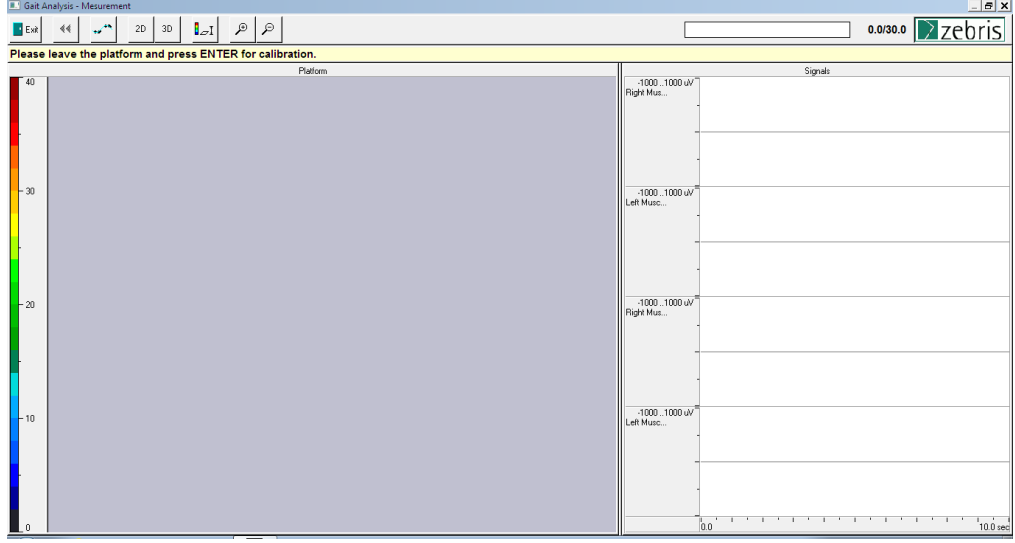 Gait Analysis - Mesurement
Exit 2D 3D 0.0/30.0 zebris
Please leave the platform and press ENTER for calibration.
Platform
Signals
40
30
20
10
0
-1000 ..1000 uV
Right Mus...
-1000 ..1000 uV
Left Musc...
-1000 ..1000 uV
Right Mus...
-1000 ..1000 uV
Left Musc...
0.0
10.0 sec